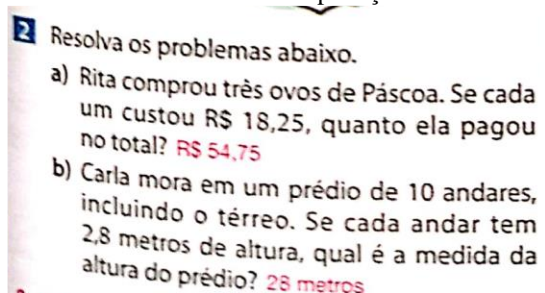 2 Resolva os problemas abaixo.
a) Rita comprou três ovos de Páscoa. Se cada
um custou R$ 18,25, quanto ela pagou
no total? R$ 54,75
b) Carla mora em um prédio de 10 andares,
incluindo o térreo. Se cada andar tem
2,8 metros de altura, qual é a medida da
altura do prédio? 28 metros